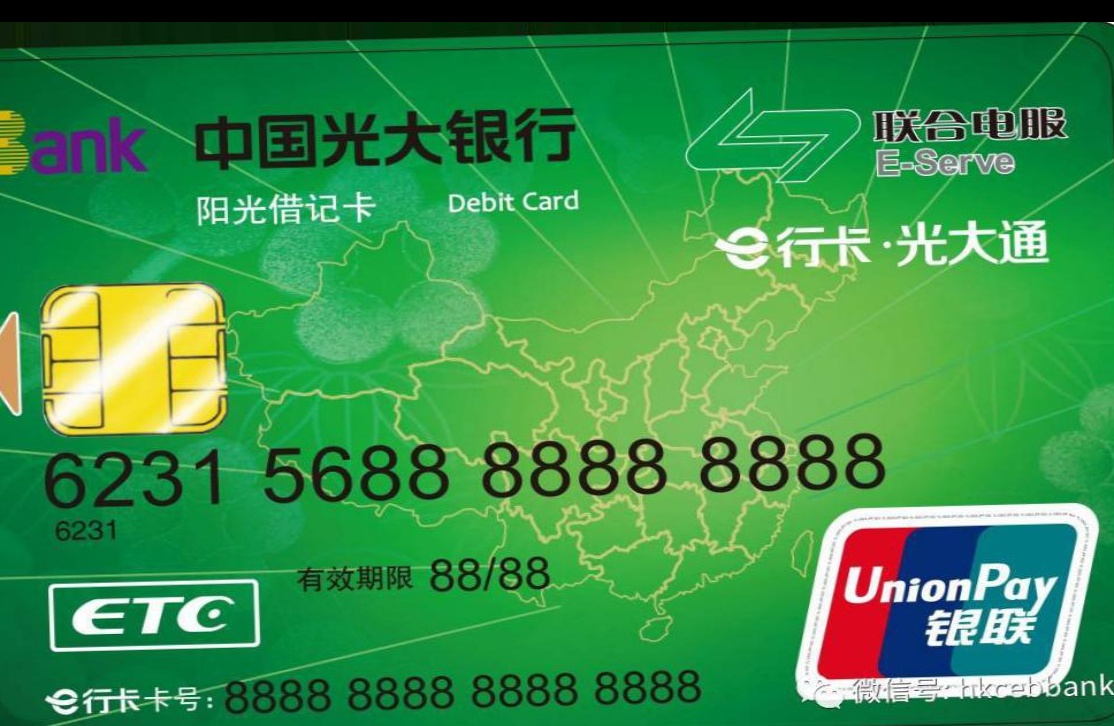 Bank 中国光大银行
阳光借记卡 Debit Card
联合电服
E-Serve
e行卡·光大通
6231 5688 8888 8888
6231
有效期限 88/88
ETC
UnionPay
银联
e行卡卡号: 8888 8888 8888 8888
微信号: hkcebbank